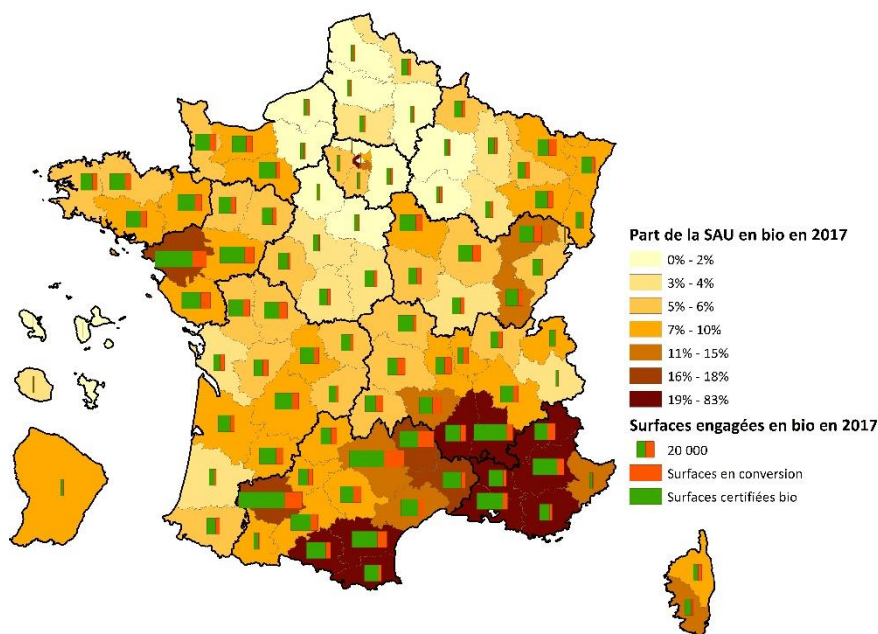 Part de la SAU en bio en 2017
0% - 2%
3% - 4%
5% - 6%
7% - 10%
11% - 15%
16% - 18%
19% - 83%
Surfaces engagées en bio en 2017
20 000
Surfaces en conversion
Surfaces certifiées bio